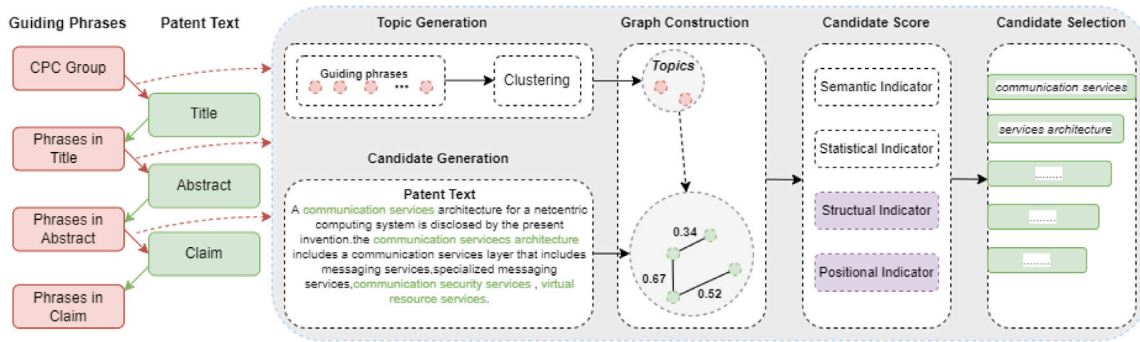 Guiding Phrases
Patent Text
CPC Group
Title
Phrases in
Title
Abstract
Phrases in
Abstract
Claim
Phrases in
Claim
Topic Generation
Guiding phrases
Clustering
Candidate Generation
Patent Text
A communication services architecture for a netcentric
computing system is disclosed by the present
invention.the communication servicecs architecture
includes a communication services layer that includes
messaging services,specialized messaging
services,communication security services , virtual
resource services.
Graph Construction
Topics
0.34
0.67
0.52
Candidate Score
Semantic Indicator
Statistical Indicator
Structual Indicator
Positional Indicator
Candidate Selection
communication services
services architecture
........
........
........